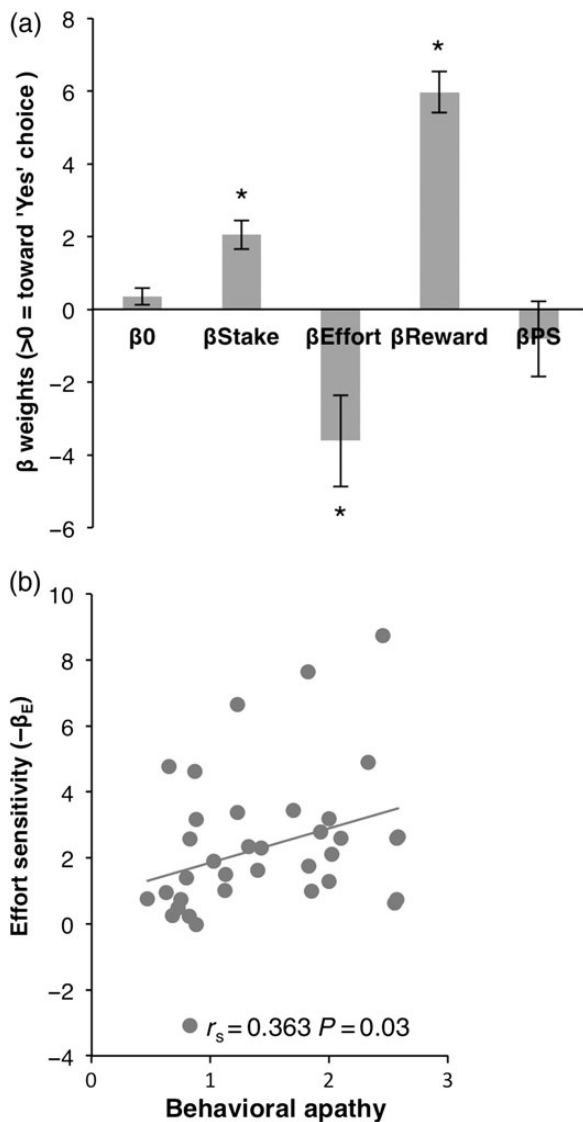 (a)
β weights (>0 = toward 'Yes' choice )
8
6
4
2
0
−2
−4
−6
*
*
*
*
β0
βStake
βEffort
βReward
βPS
(b)
Effort sensitivity (−βE)
10
8
6
4
2
0
−2
−4
rs = 0.363 P = 0.03
0
1
2
3
Behavioral apathy